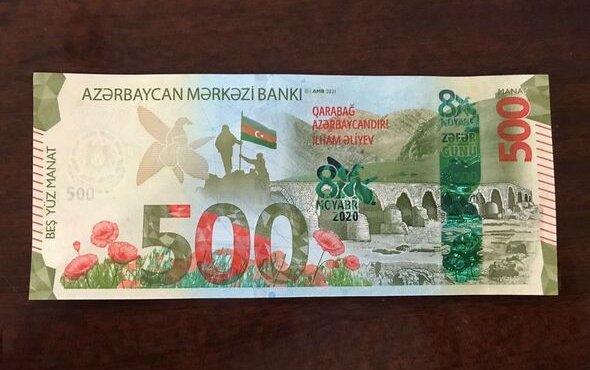 AZƏRBAYCAN MƏRKƏZİ BANKI
© AMB 2021
QARABAĞ
AZƏRBAYCANDIR!
İLHAM ƏLİYEV
8
NOYABR
2020
8
NOYABR
ZƏFƏR
GÜNÜ
MANAT
500
500
500
BEŞ YÜZ MANAT